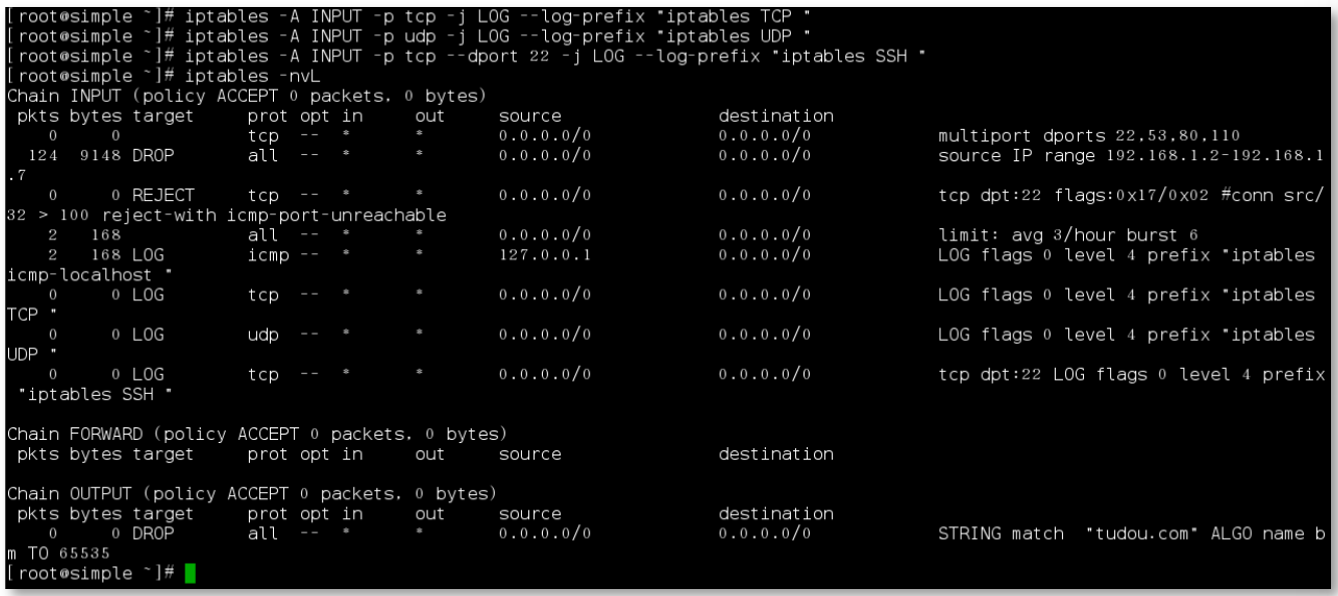 [root@simple ~]# iptables -A INPUT -p tcp -j LOG --log-prefix "iptables TCP "
[root@simple ~]# iptables -A INPUT -p udp -j LOG --log-prefix "iptables UDP "
[root@simple ~]# iptables -A INPUT -p tcp --dport 22 -j LOG --log-prefix "iptables SSH "
[root@simple ~]# iptables -nvL
Chain INPUT (policy ACCEPT 0 packets, 0 bytes)
 pkts bytes target     prot opt in     out     source               destination
    0     0            tcp  --  *      *       0.0.0.0/0            0.0.0.0/0            multiport dports 22,53,80,110
  124  9148 DROP       all  --  *      *       0.0.0.0/0            0.0.0.0/0            source IP range 192.168.1.2-192.168.1
.7
    0     0 REJECT     tcp  --  *      *       0.0.0.0/0            0.0.0.0/0            tcp dpt:22 flags:0x17/0x02 #conn src/
32 > 100 reject-with icmp-port-unreachable
    2   168            all  --  *      *       0.0.0.0/0            0.0.0.0/0            limit: avg 3/hour burst 6
    2   168 LOG        icmp --  *      *       127.0.0.1            0.0.0.0/0            LOG flags 0 level 4 prefix "iptables
icmp-localhost "
    0     0 LOG        tcp  --  *      *       0.0.0.0/0            0.0.0.0/0            LOG flags 0 level 4 prefix "iptables
TCP "
    0     0 LOG        udp  --  *      *       0.0.0.0/0            0.0.0.0/0            LOG flags 0 level 4 prefix "iptables
UDP "
    0     0 LOG        tcp  --  *      *       0.0.0.0/0            0.0.0.0/0            tcp dpt:22 LOG flags 0 level 4 prefix
 "iptables SSH "
Chain FORWARD (policy ACCEPT 0 packets, 0 bytes)
 pkts bytes target     prot opt in     out     source               destination
Chain OUTPUT (policy ACCEPT 0 packets, 0 bytes)
 pkts bytes target     prot opt in     out     source               destination
    0     0 DROP       all  --  *      *       0.0.0.0/0            0.0.0.0/0            STRING match  "tudou.com" ALGO name b
m TO 65535
[root@simple ~]#